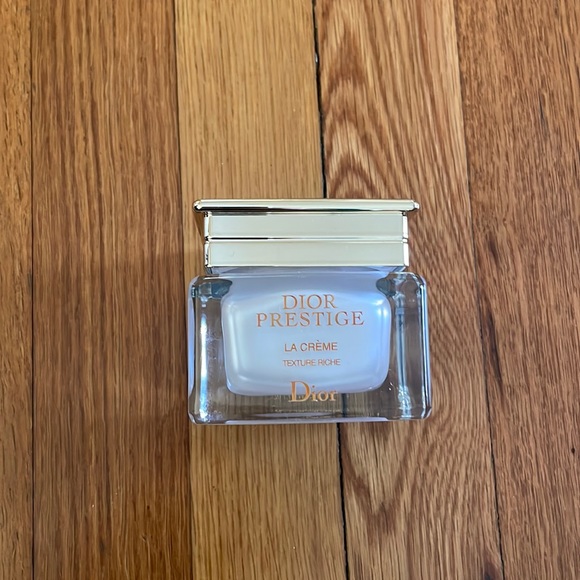 DIOR
PRESTIGE
LA CRÈME
TEXTURE RICHE
Dior